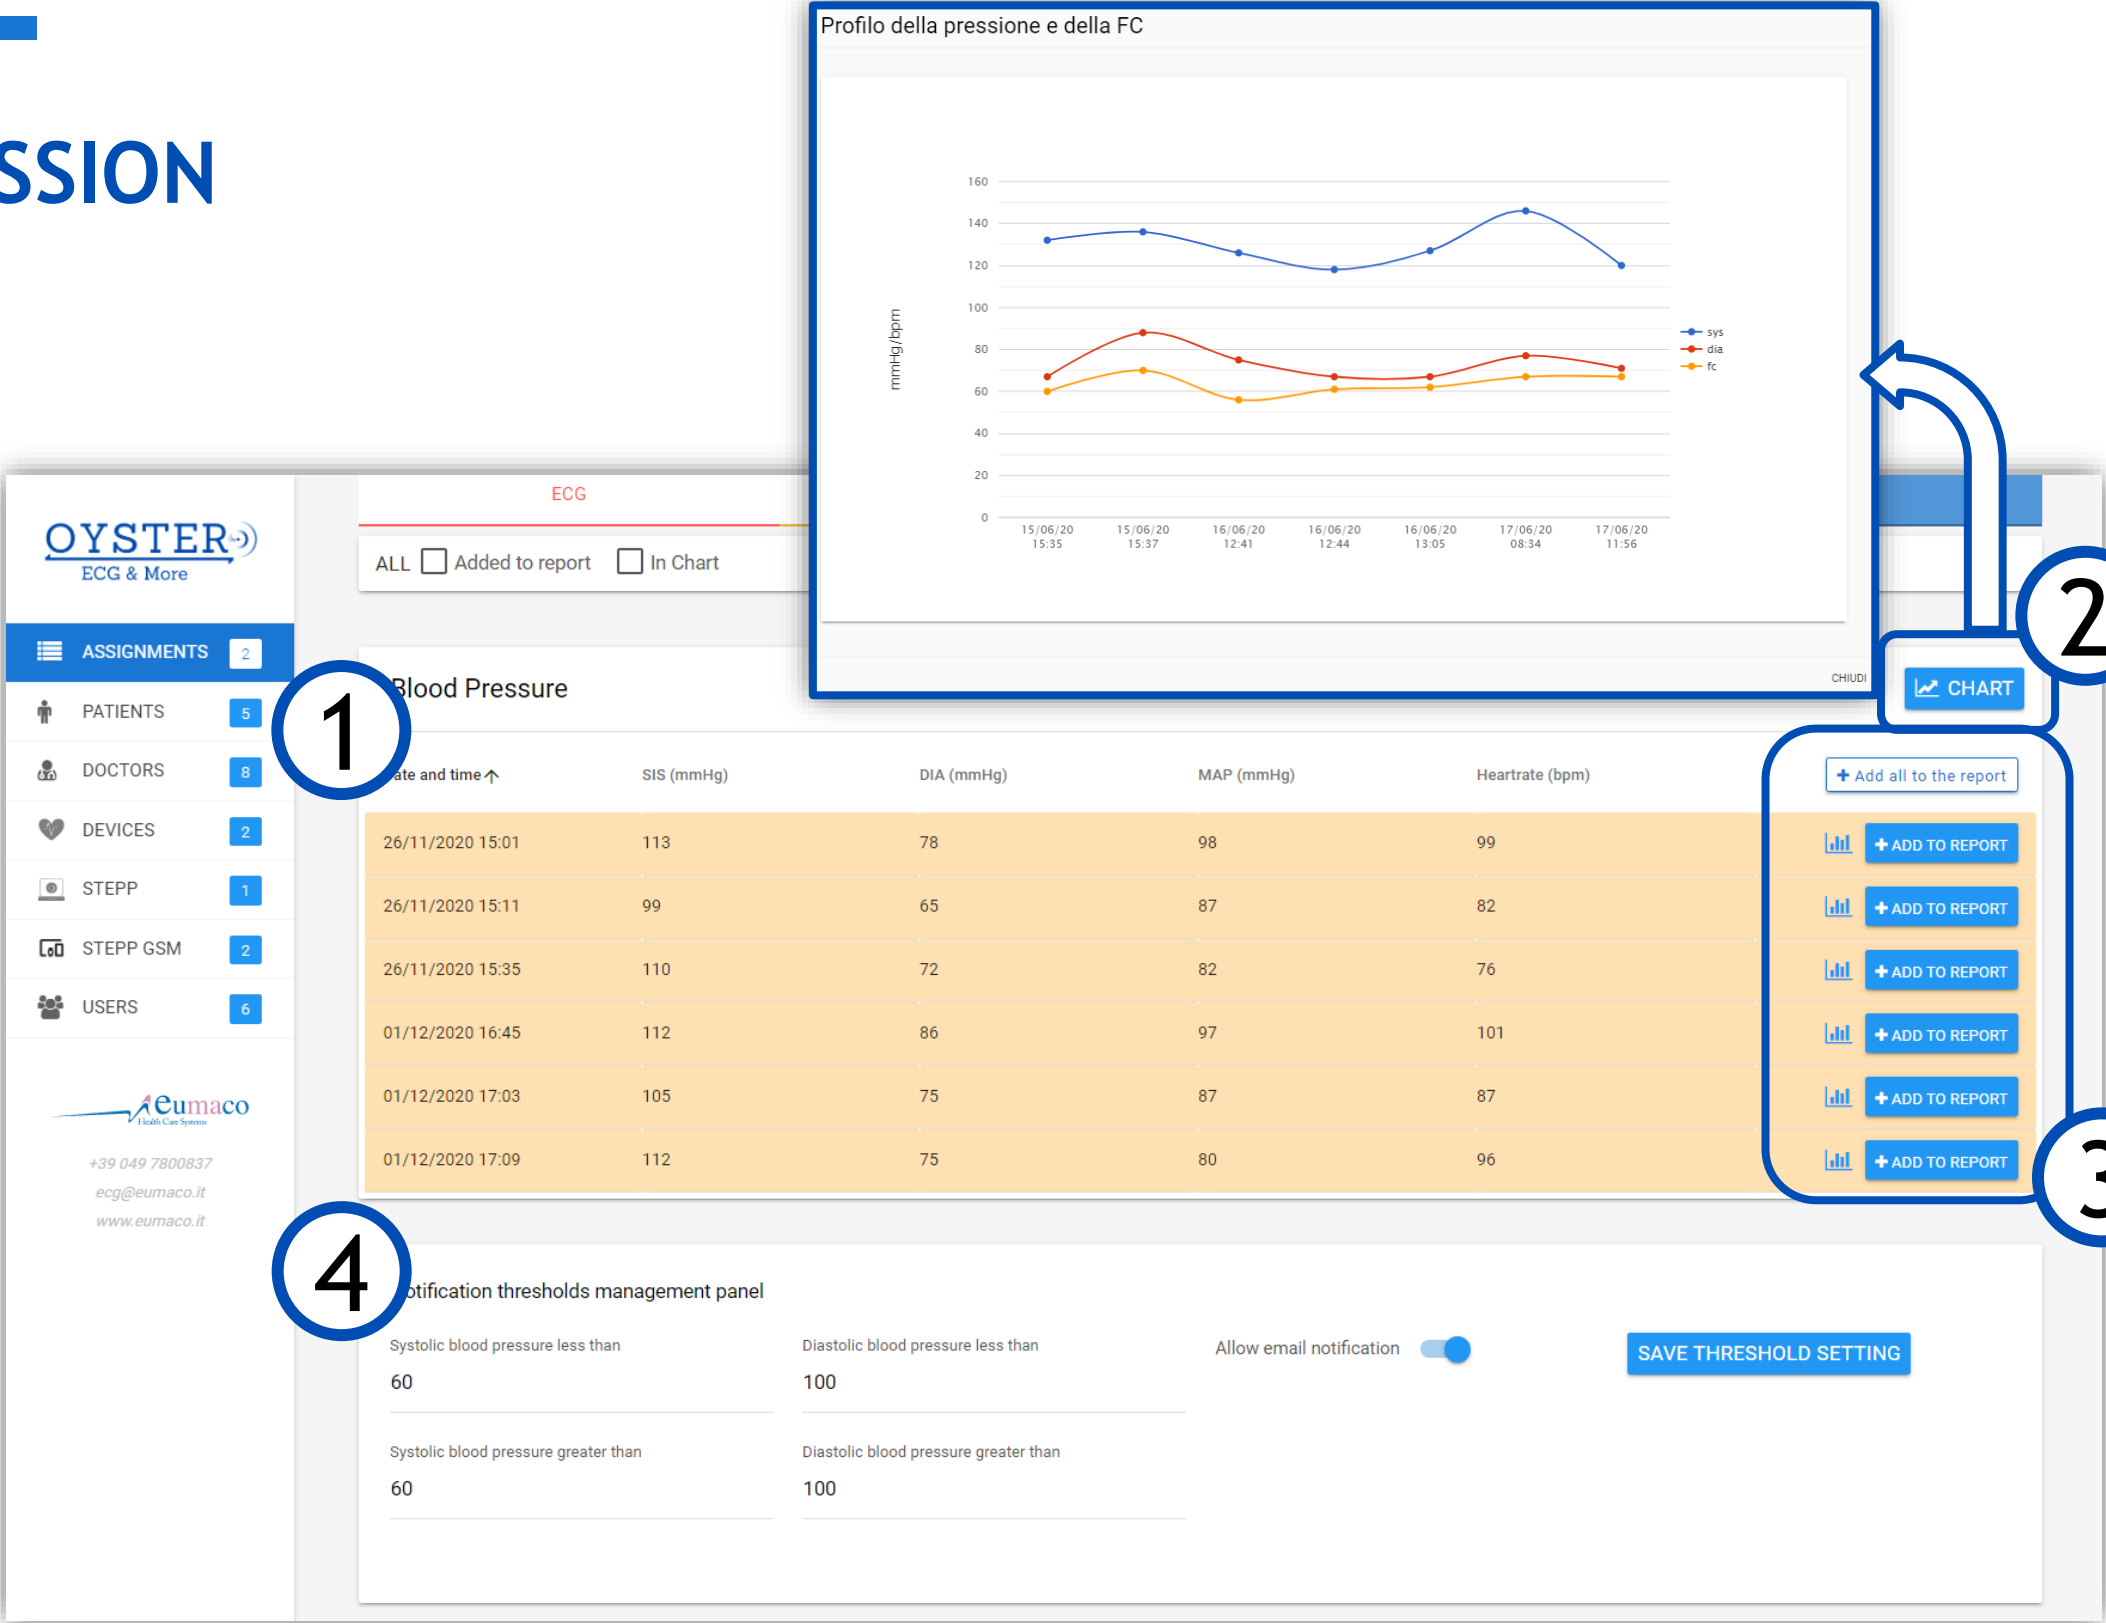 SSION
Profilo della pressione e della FC
160
140
120
100
80
60
40
20
0
mmHg/bpm
sys
dia
fc
15/06/20 15/06/20 16/06/20 16/06/20 16/06/20 17/06/20 17/06/20
15:35 15:37 12:41 12:44 13:05 08:34 11:56
CHIUDI
OYSTER
ECG & More
ECG
ALL Added to report In Chart
ASSIGNMENTS 2
PATIENTS 5
DOCTORS 8
DEVICES 2
STEPP 1
STEPP GSM 2
USERS 6
eumaco
Health Care Systems
+39 049 7800837
ecg@eumaco.it
www.eumaco.it
1
2
3
4
Blood Pressure
CHART
ate and time SIS (mmHg) DIA (mmHg) MAP (mmHg) Heartrate (bpm) + Add all to the report
26/11/2020 15:01 113 78 98 99 + ADD TO REPORT
26/11/2020 15:11 99 65 87 82 + ADD TO REPORT
26/11/2020 15:35 110 72 82 76 + ADD TO REPORT
01/12/2020 16:45 112 86 97 101 + ADD TO REPORT
01/12/2020 17:03 105 75 87 87 + ADD TO REPORT
01/12/2020 17:09 112 75 80 96 + ADD TO REPORT
otification thresholds management panel
Systolic blood pressure less than Diastolic blood pressure less than Allow email notification SAVE THRESHOLD SETTING
60 100
Systolic blood pressure greater than Diastolic blood pressure greater than
60 100